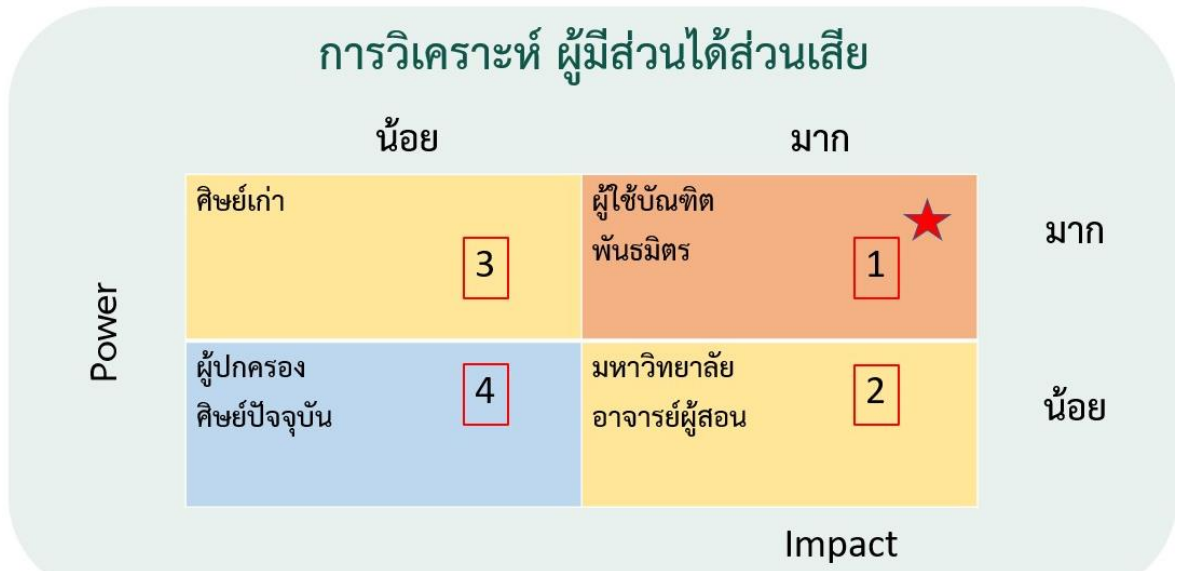 การวิเคราะห์ ผู้มีส่วนได้ส่วนเสีย
น้อย
มาก
ศิษย์เก่า
3
ผู้ใช้บัณฑิต
พันธมิตร
1
มาก
Power
ผู้ปกครอง
ศิษย์ปัจจุบัน
4
มหาวิทยาลัย
อาจารย์ผู้สอน
2
น้อย
Impact